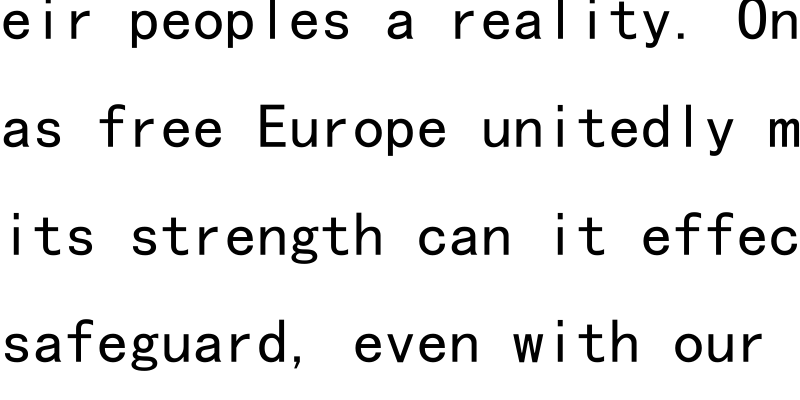 eir peoples a reality. On
as free Europe unitedly m
its strength can it effec
safeguard, even with our